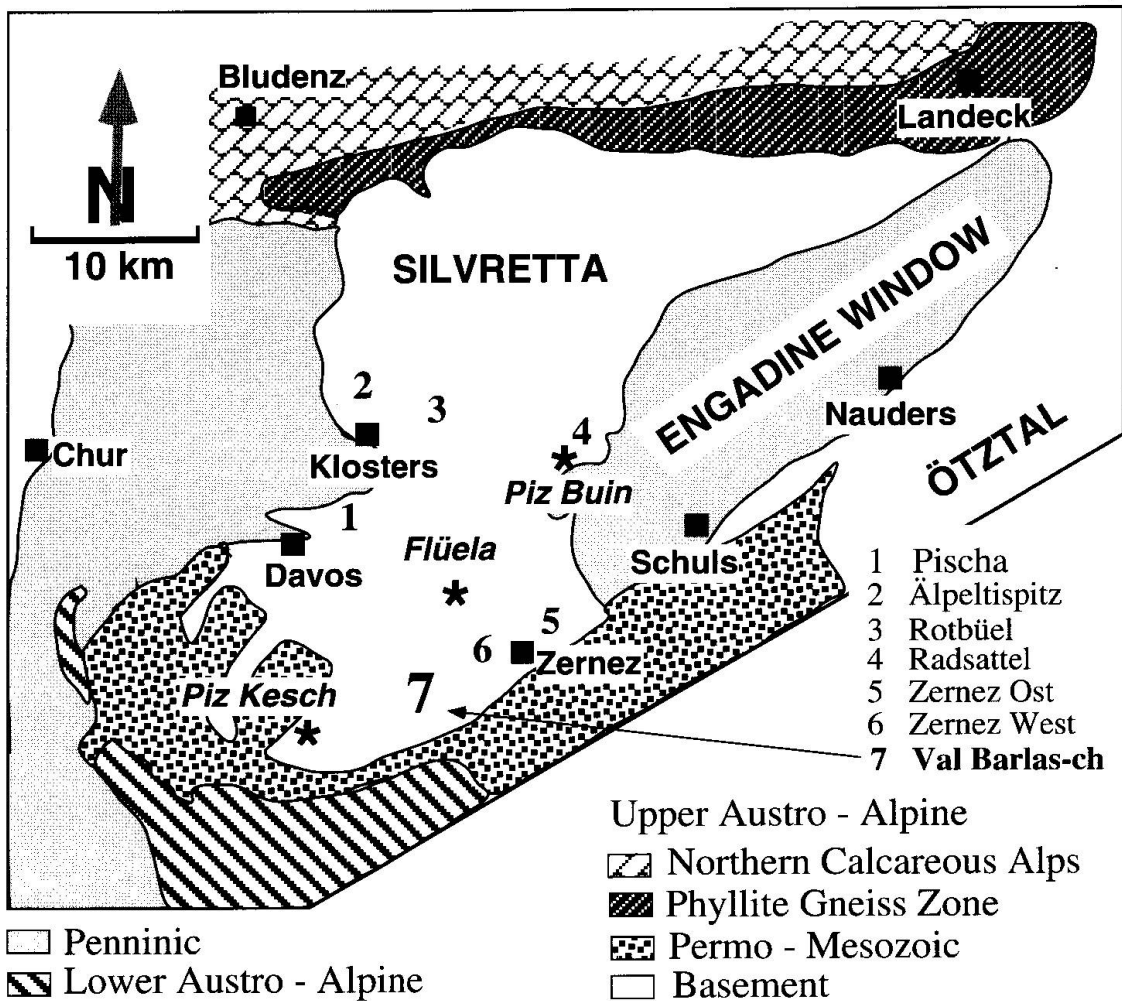 Bludenz
Landeck
N
10 km
SILVRETTA
ENGADINE WINDOW
2
3
4
Nauders
Chur
Klosters
ÖTZTAL
Piz Buin
1
Flüela
Schuls
Davos
5
6
Zernez
Piz Kesch
7
1 Pischa
2 Älpeltispitz
3 Rotbüel
4 Radsattel
5 Zernez Ost
6 Zernez West
7 Val Barlas-ch
Upper Austro - Alpine
Northern Calcareous Alps
Phyllite Gneiss Zone
Permo - Mesozoic
Basement
Penninic
Lower Austro - Alpine